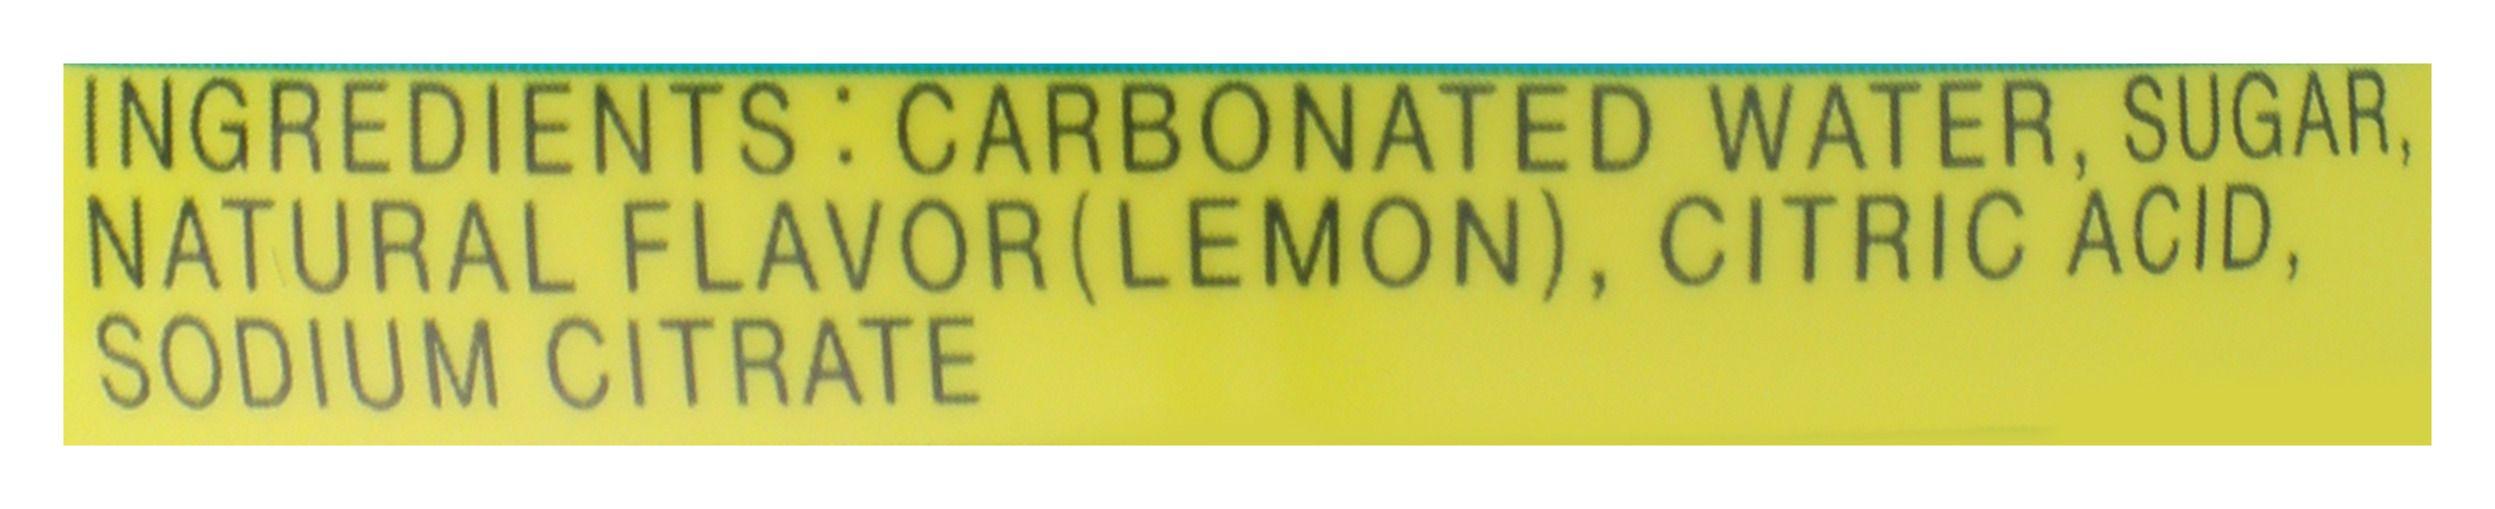 INGREDIENTS : CARBONATED WATER, SUGAR,
NATURAL FLAVOR(LEMON), CITRIC ACID,
SODIUM CITRATE